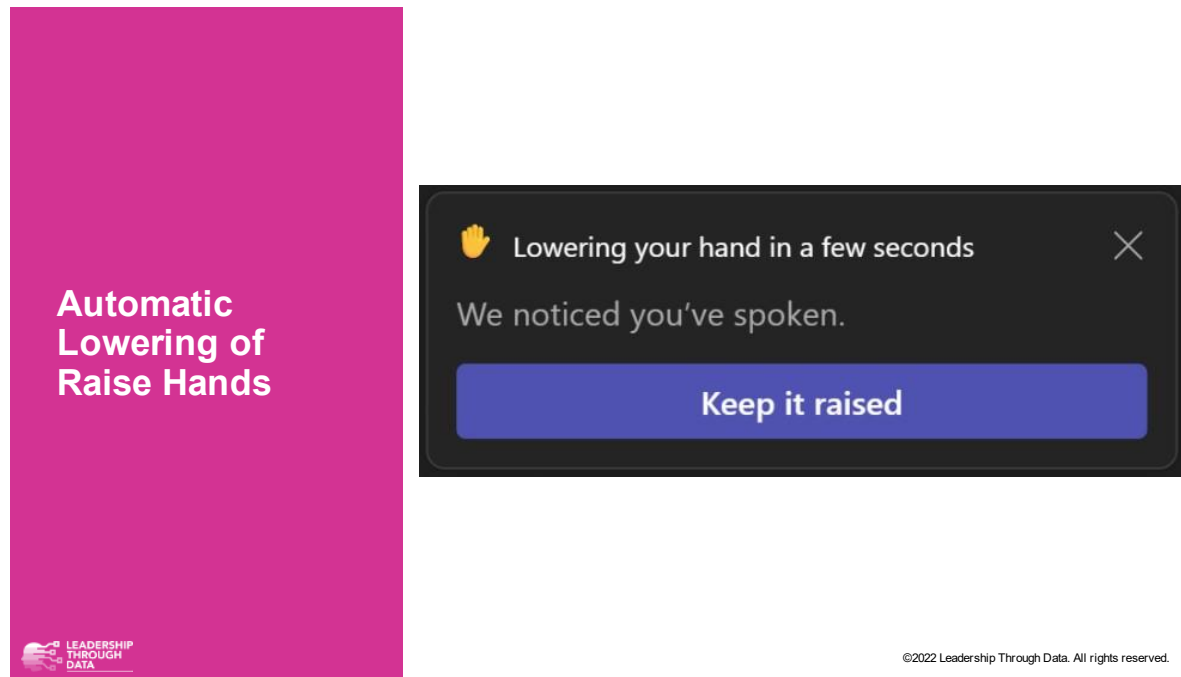 Automatic
Lowering of
Raise Hands
Lowering your hand in a few seconds
We noticed you've spoken.
Keep it raised
LEADERSHIP
THROUGH
DATA
©2022 Leadership Through Data. All rights reserved.